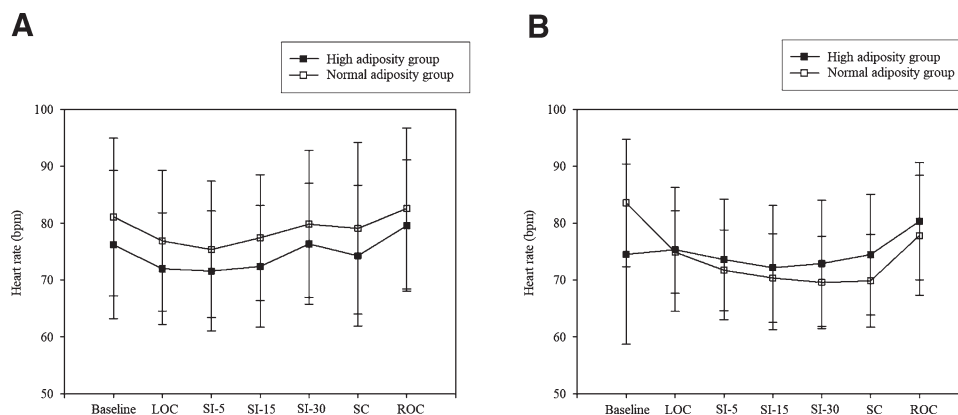 A
High adiposity group
Normal adiposity group
100
90
80
70
60
50
Heart rate (bpm)
Baseline LOC SI-5 SI-15 SI-30 SC ROC
B
High adiposity group
Normal adiposity group
100
90
80
70
60
50
Heart rate (bpm)
Baseline LOC SI-5 SI-15 SI-30 SC ROC